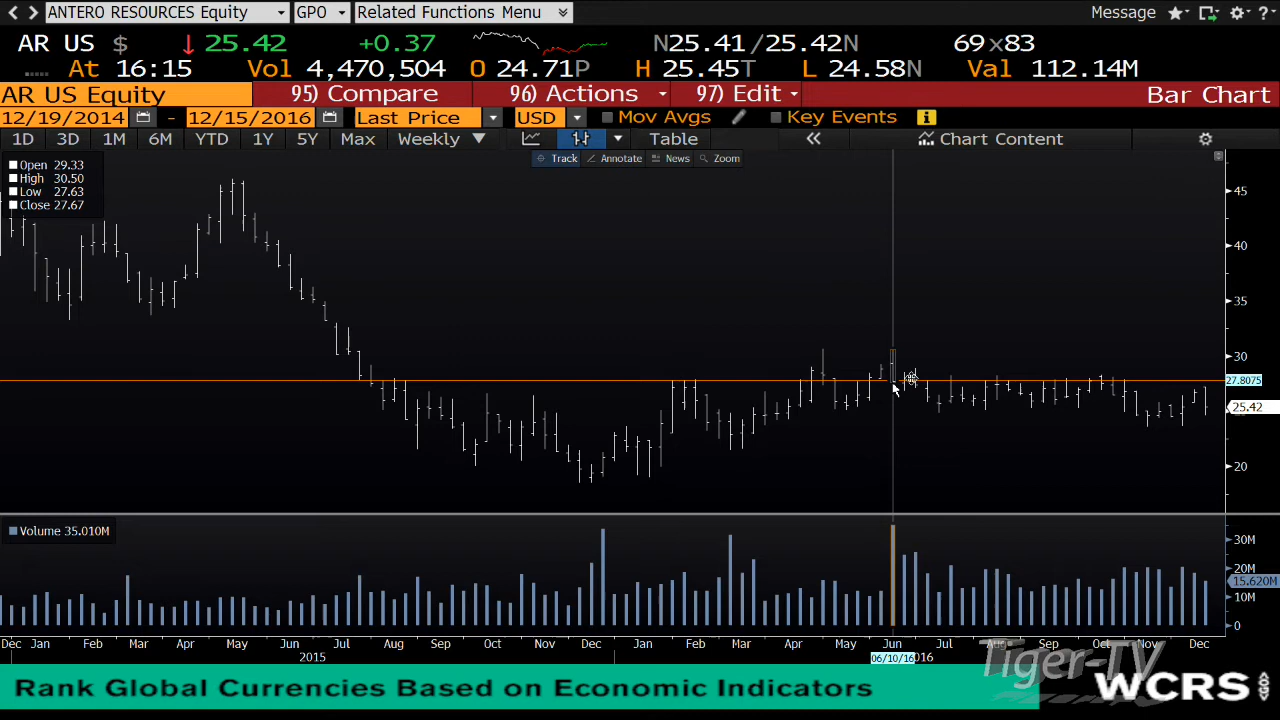 ANTERO RESOURCES Equity GPO Related Functions Menu Message ?
AR US $ ↓ 25.42 +0.37 N25.41/25.42N 69x83
At 16:15 Vol 4,470,504 O 24.71P H 25.45T L 24.58N Val 112.14M
AR US Equity 95) Compare 96) Actions 97) Edit Bar Chart
12/19/2014 - 12/15/2016 Last Price USD Mov Avgs Key Events
1D 3D 1M 6M YTD 1Y 5Y Max Weekly Table « Chart Content
Track Annotate News Zoom
Open 29.33
High 30.50
Low 27.63
Close 27.67
45
40
35
30
27.8075
25.42
20
Volume 35.010M
30M
20M
15.620M
10M
0
Dec Jan Feb Mar Apr May Jun Jul Aug Sep Oct Nov Dec Jan Feb Mar Apr May Jun Jul Aug Sep Oct Nov Dec
2015 06/10/16 016
Tiger-TV
Rank Global Currencies Based on Economic Indicators WCRS